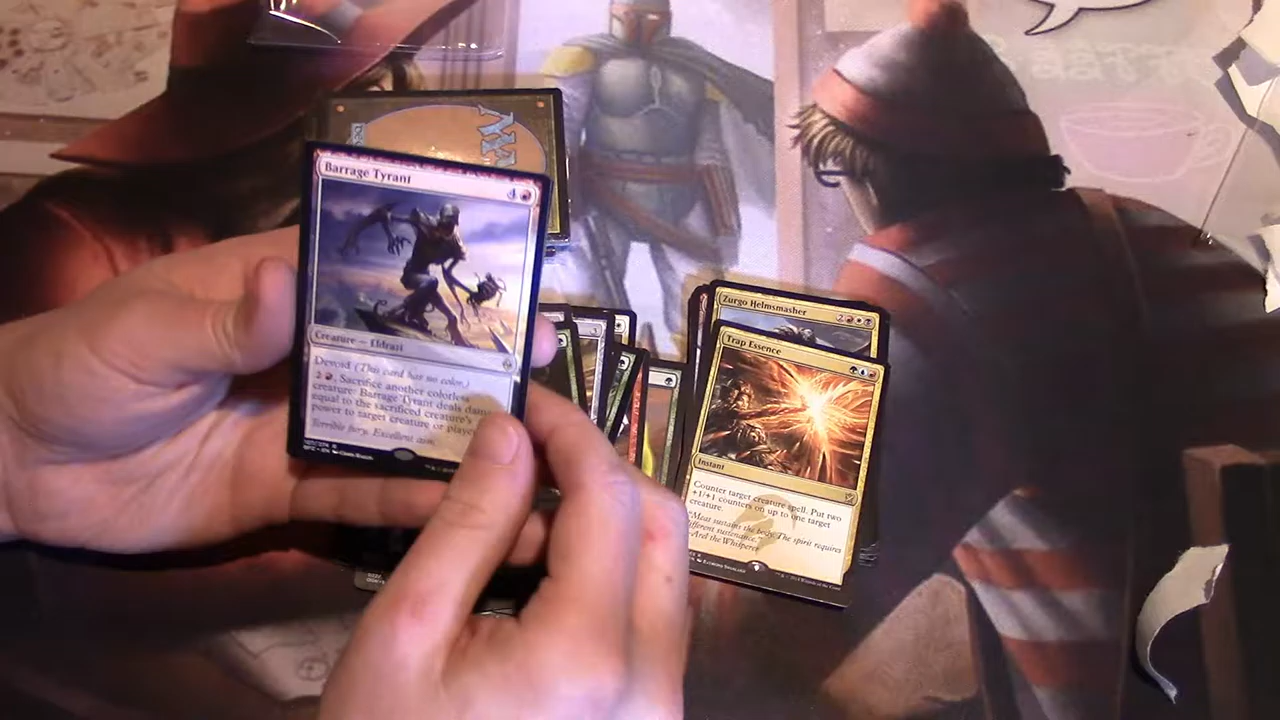 Barrage Tyrant
4
Creature — Eldrazi
Devoid (This card has no color.)
2 , Sacrifice another colorless
creature: Barrage Tyrant deals
equal to the sacrificed creature's
power to target creature or player.
Terrible fury. Excellent aim.
Zurgo Helmsmasher
2
Trap Essence
Instant
Counter target creature spell. Put two
+1/+1 counters on up to one target
creature.
"Meat sustains the body. The spirit requires
different sustenance."
—Arel the Whisperer